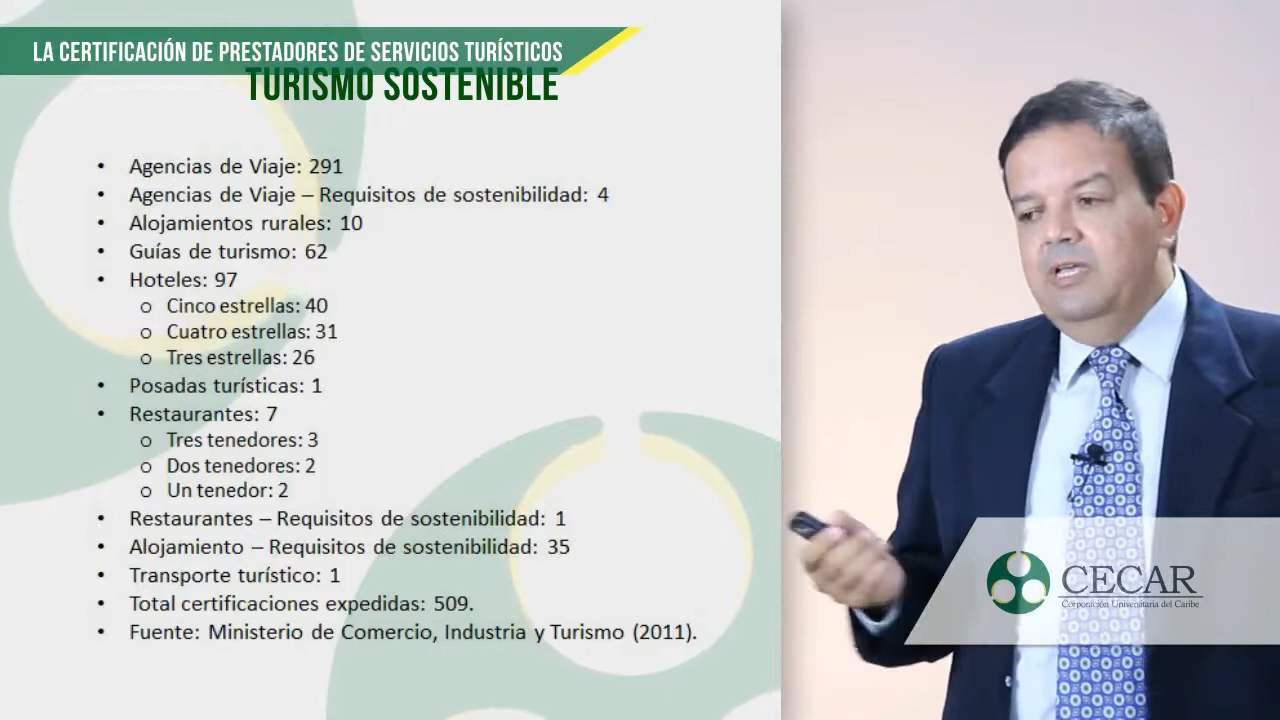 LA CERTIFICACIÓN DE PRESTADORES DE SERVICIOS TURÍSTICOS
TURISMO SOSTENIBLE
• Agencias de Viaje: 291
• Agencias de Viaje – Requisitos de sostenibilidad: 4
• Alojamientos rurales: 10
• Guías de turismo: 62
• Hoteles: 97
o Cinco estrellas: 40
o Cuatro estrellas: 31
o Tres estrellas: 26
• Posadas turísticas: 1
• Restaurantes: 7
o Tres tenedores: 3
o Dos tenedores: 2
o Un tenedor: 2
• Restaurantes – Requisitos de sostenibilidad: 1
• Alojamiento – Requisitos de sostenibilidad: 35
• Transporte turístico: 1
• Total certificaciones expedidas: 509.
• Fuente: Ministerio de Comercio, Industria y Turismo (2011).
CECAR
Corporación Universitaria del Caribe